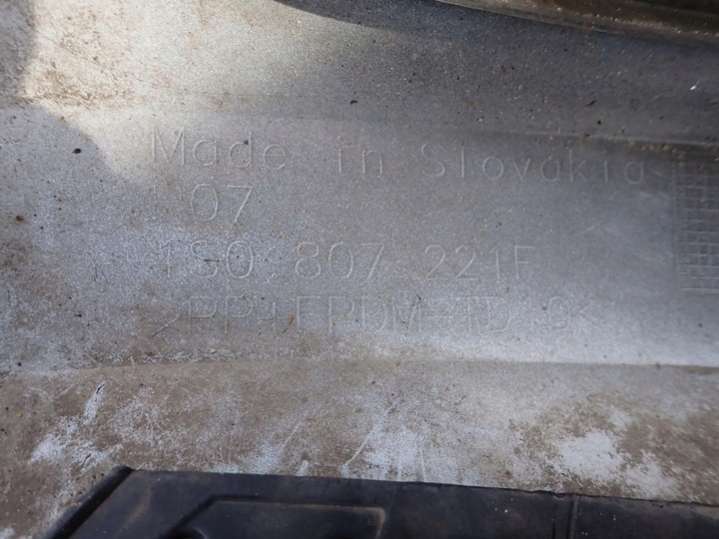 Made in Slovakia
07
1S0 807 221F
>PP+EPDM-TD10<